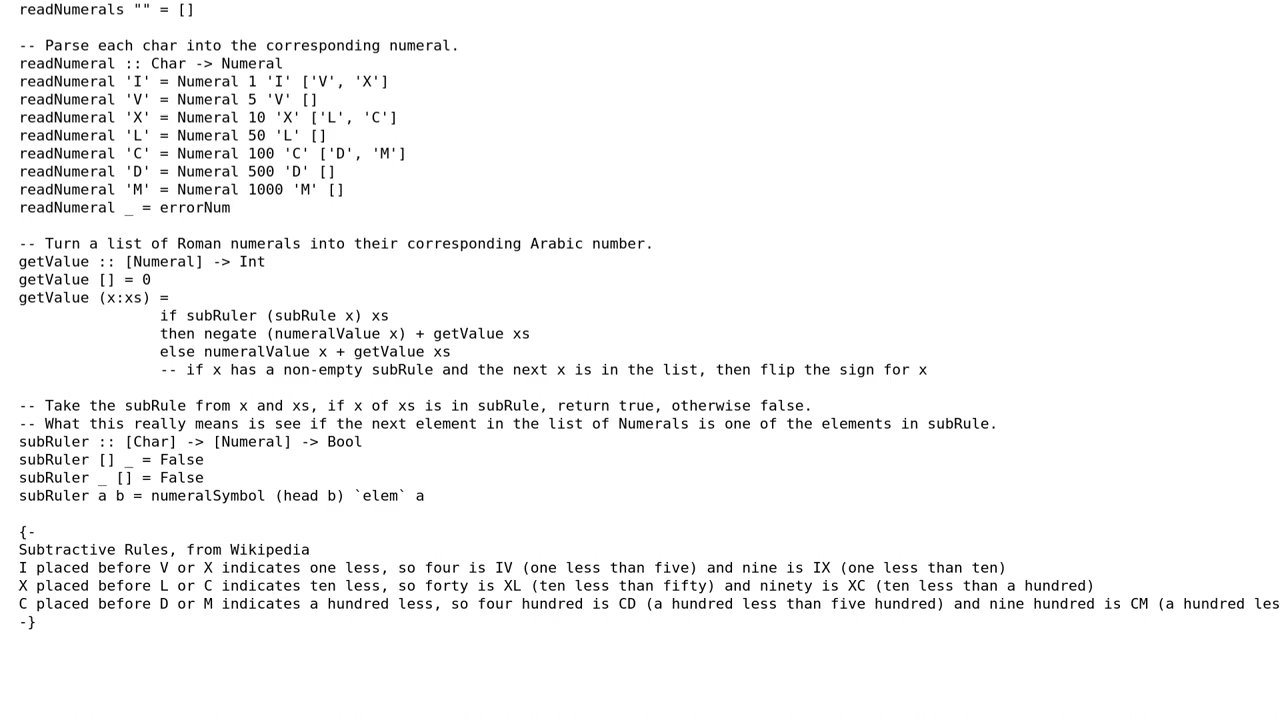 readNumerals "" = []
-- Parse each char into the corresponding numeral.
readNumeral :: Char -> Numeral
readNumeral 'I' = Numeral 1 'I' ['V', 'X']
readNumeral 'V' = Numeral 5 'V' []
readNumeral 'X' = Numeral 10 'X' ['L', 'C']
readNumeral 'L' = Numeral 50 'L' []
readNumeral 'C' = Numeral 100 'C' ['D', 'M']
readNumeral 'D' = Numeral 500 'D' []
readNumeral 'M' = Numeral 1000 'M' []
readNumeral _ = errorNum
-- Turn a list of Roman numerals into their corresponding Arabic number.
getValue :: [Numeral] -> Int
getValue [] = 0
getValue (x:xs) =
                if subRuler (subRule x) xs
                then negate (numeralValue x) + getValue xs
                else numeralValue x + getValue xs
                -- if x has a non-empty subRule and the next x is in the list, then flip the sign for x
-- Take the subRule from x and xs, if x of xs is in subRule, return true, otherwise false.
-- What this really means is see if the next element in the list of Numerals is one of the elements in subRule.
subRuler :: [Char] -> [Numeral] -> Bool
subRuler [] _ = False
subRuler _ [] = False
subRuler a b = numeralSymbol (head b) `elem` a
{-
Subtractive Rules, from Wikipedia
I placed before V or X indicates one less, so four is IV (one less than five) and nine is IX (one less than ten)
X placed before L or C indicates ten less, so forty is XL (ten less than fifty) and ninety is XC (ten less than a hundred)
C placed before D or M indicates a hundred less, so four hundred is CD (a hundred less than five hundred) and nine hundred is CM (a hundred les
-}